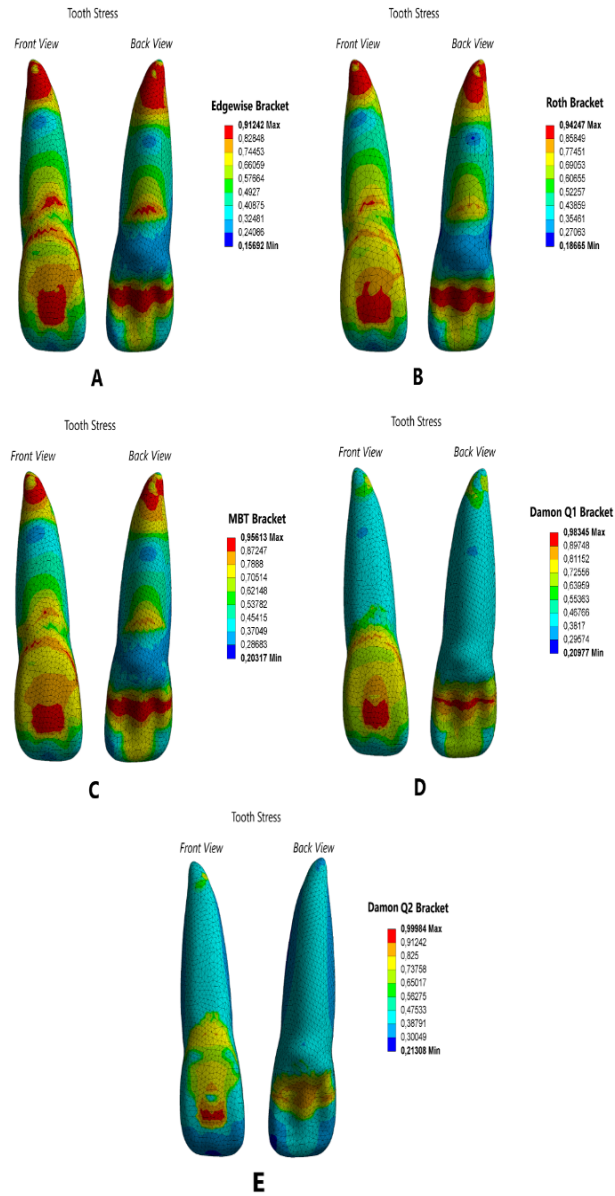 Tooth Stress
Front View
Back View
Edgewise Bracket
0,91242 Max
0,82848
0,74453
0,66059
0,57664
0,4927
0,40875
0,32481
0,24086
0,15692 Min
A
Tooth Stress
Front View
Back View
Roth Bracket
0,94247 Max
0,85849
0,77451
0,69053
0,60655
0,52257
0,43859
0,35461
0,27063
0,18665 Min
B
Tooth Stress
Front View
Back View
MBT Bracket
0,95613 Max
0,87247
0,7888
0,70514
0,62148
0,53782
0,45415
0,37049
0,28683
0,20317 Min
C
Tooth Stress
Front View
Back View
Damon Q1 Bracket
0,98345 Max
0,89748
0,81152
0,72556
0,63959
0,55363
0,46766
0,3817
0,29574
0,20977 Min
D
Tooth Stress
Front View
Back View
Damon Q2 Bracket
0,99984 Max
0,91242
0,825
0,73758
0,65017
0,56275
0,47533
0,38791
0,30049
0,21308 Min
E